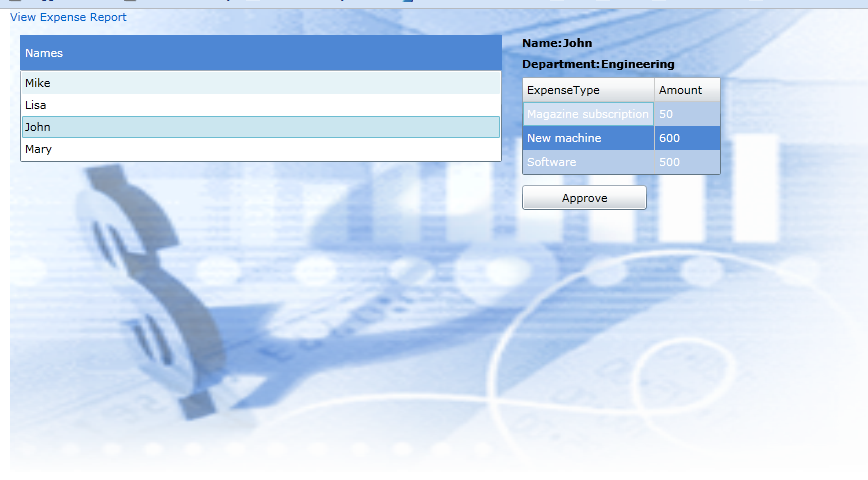 View Expense Report
Names
Mike
Lisa
John
Mary
Name:John
Department:Engineering
ExpenseType Amount
Magazine subscription 50
New machine 600
Software 500
Approve